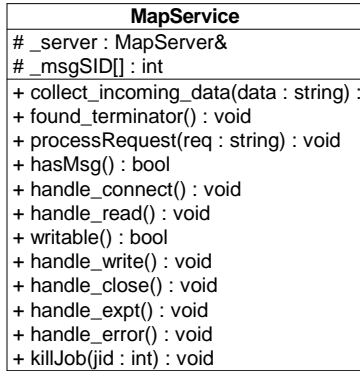 MapService
# _server : MapServer&
# _msgSID[] : int
+ collect_incoming_data(data : string) :
+ found_terminator() : void
+ processRequest(req : string) : void
+ hasMsg() : bool
+ handle_connect() : void
+ handle_read() : void
+ writable() : bool
+ handle_write() : void
+ handle_close() : void
+ handle_expt() : void
+ handle_error() : void
+ killJob(jid : int) : void